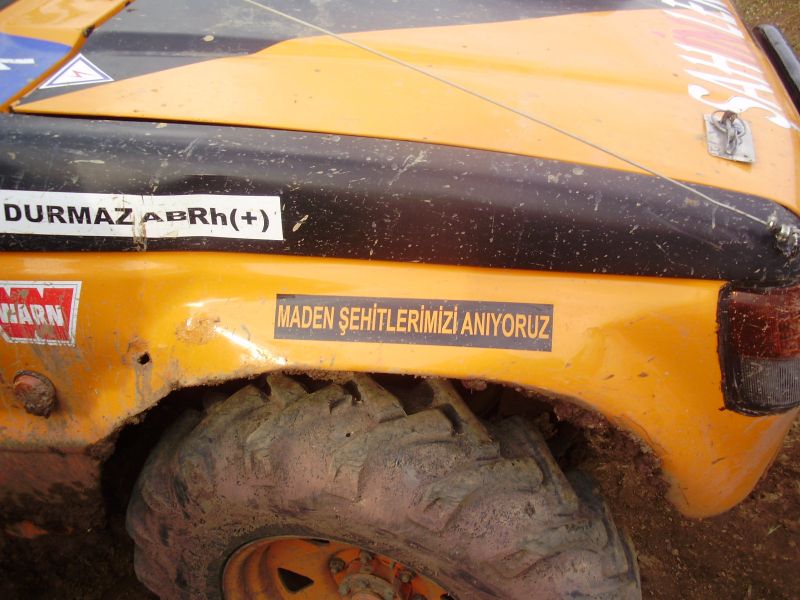 DURMAZ ABRh(+)
WARN
MADEN ŞEHİTLERİMİZİ ANIYORUZ